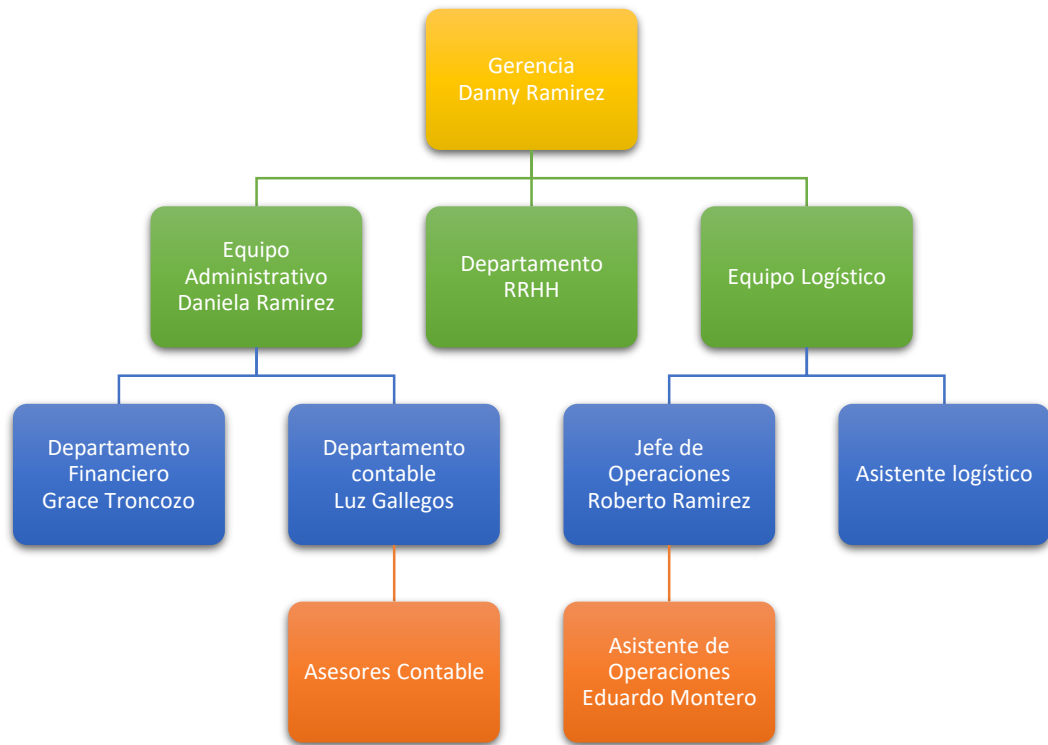 Gerencia
Danny Ramirez
Equipo
Administrativo
Daniela Ramirez
Departamento
RRHH
Equipo Logístico
Departamento
Financiero
Grace Troncozo
Departamento
contable
Luz Gallegos
Jefe de
Operaciones
Roberto Ramirez
Asistente logístico
Asesores Contable
Asistente de
Operaciones
Eduardo Montero